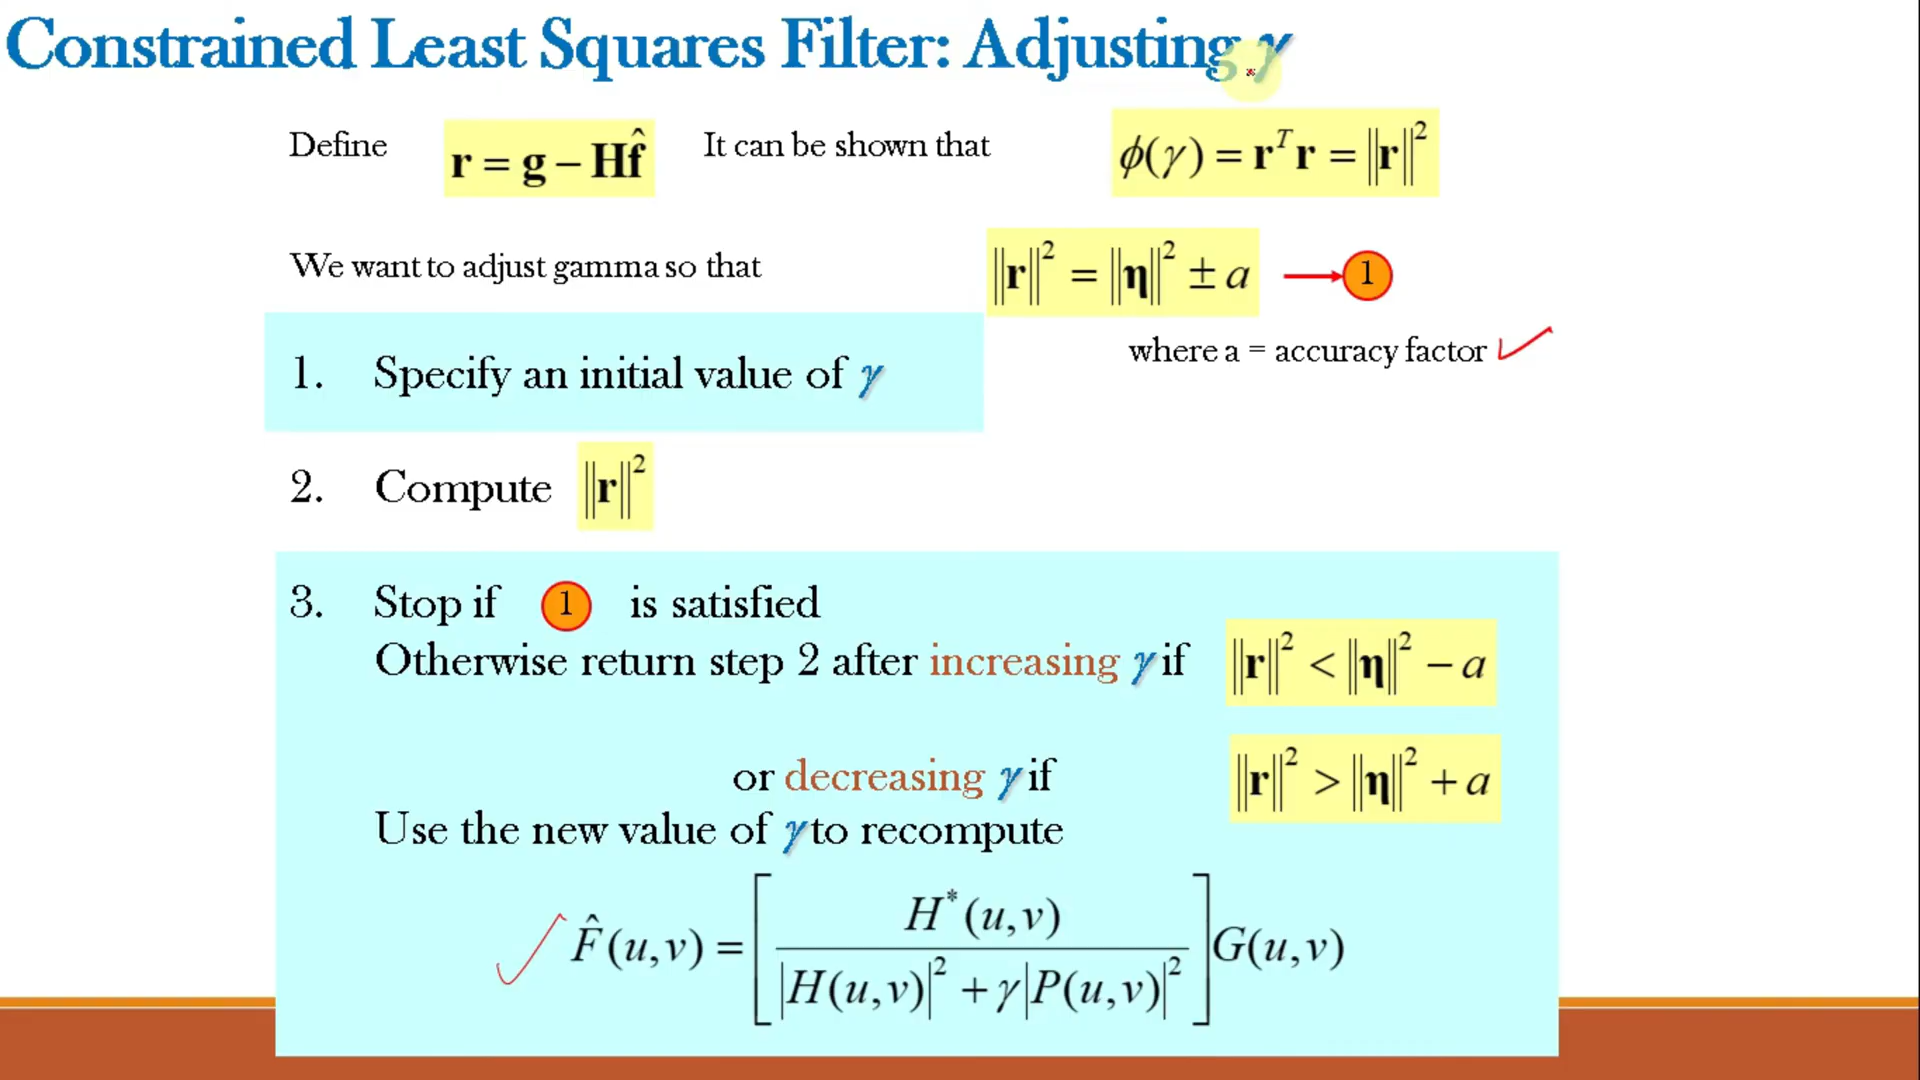 Constrained Least Squares Filter: Adjusting γ
Define r = g − Hf̂ It can be shown that ϕ(γ) = rᵀr = ‖r‖²
We want to adjust gamma so that ‖r‖² = ‖η‖² ± a → 1
where a = accuracy factor
1. Specify an initial value of γ
2. Compute ‖r‖²
3. Stop if 1 is satisfied
Otherwise return step 2 after increasing γ if ‖r‖² < ‖η‖² − a
or decreasing γ if ‖r‖² > ‖η‖² + a
Use the new value of γ to recompute
F̂(u,v) = [ H*(u,v) / |H(u,v)|² + γ|P(u,v)|² ] G(u,v)